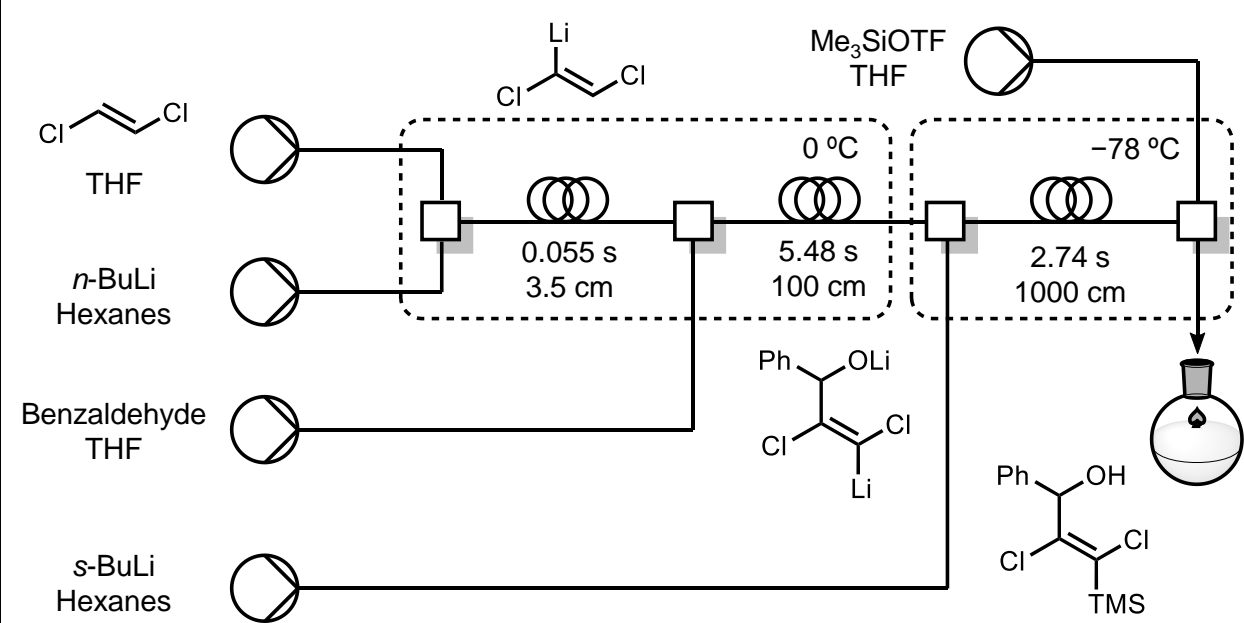 Li
Cl
Cl
Me₃SiOTF
THF
Cl
Cl
THF
0 ºC
−78 ºC
0.055 s
3.5 cm
5.48 s
100 cm
2.74 s
1000 cm
n-BuLi
Hexanes
Benzaldehyde
THF
Ph
OLi
Cl
Cl
Li
Ph
OH
Cl
Cl
TMS
s-BuLi
Hexanes